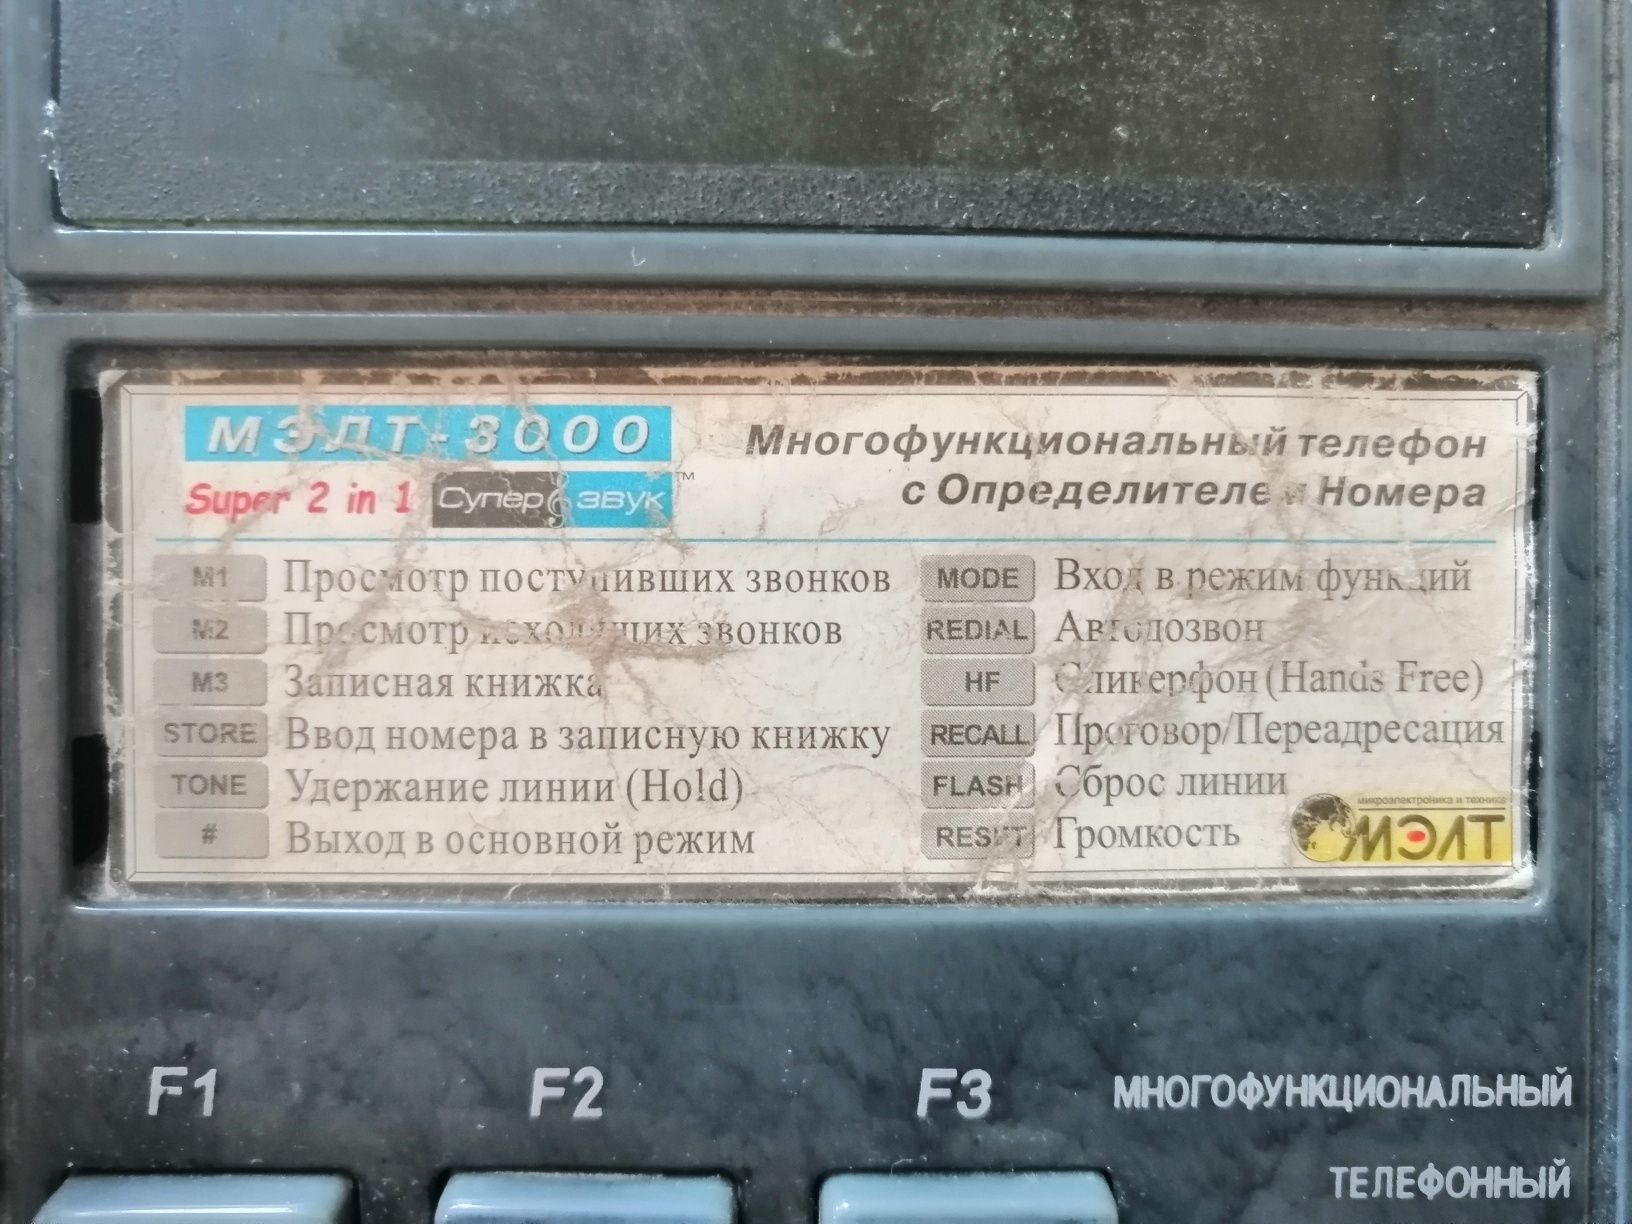 МЭЛТ-3000
Super 2 in 1 Супер звук ™
Многофункциональный телефон
с Определителем Номера
M1 Просмотр поступивших звонков
M2 Просмотр исходящих звонков
M3 Записная книжка
STORE Ввод номера в записную книжку
TONE Удержание линии (Hold)
# Выход в основной режим
MODE Вход в режим функций
REDIAL Автодозвон
HF Спикерфон (Hands Free)
RECALL Проговор/Переадресация
FLASH Сброс линии
RESET Громкость
микроэлектроника и техника
МЭЛТ
F1 F2 F3 МНОГОФУНКЦИОНАЛЬНЫЙ
ТЕЛЕФОННЫЙ